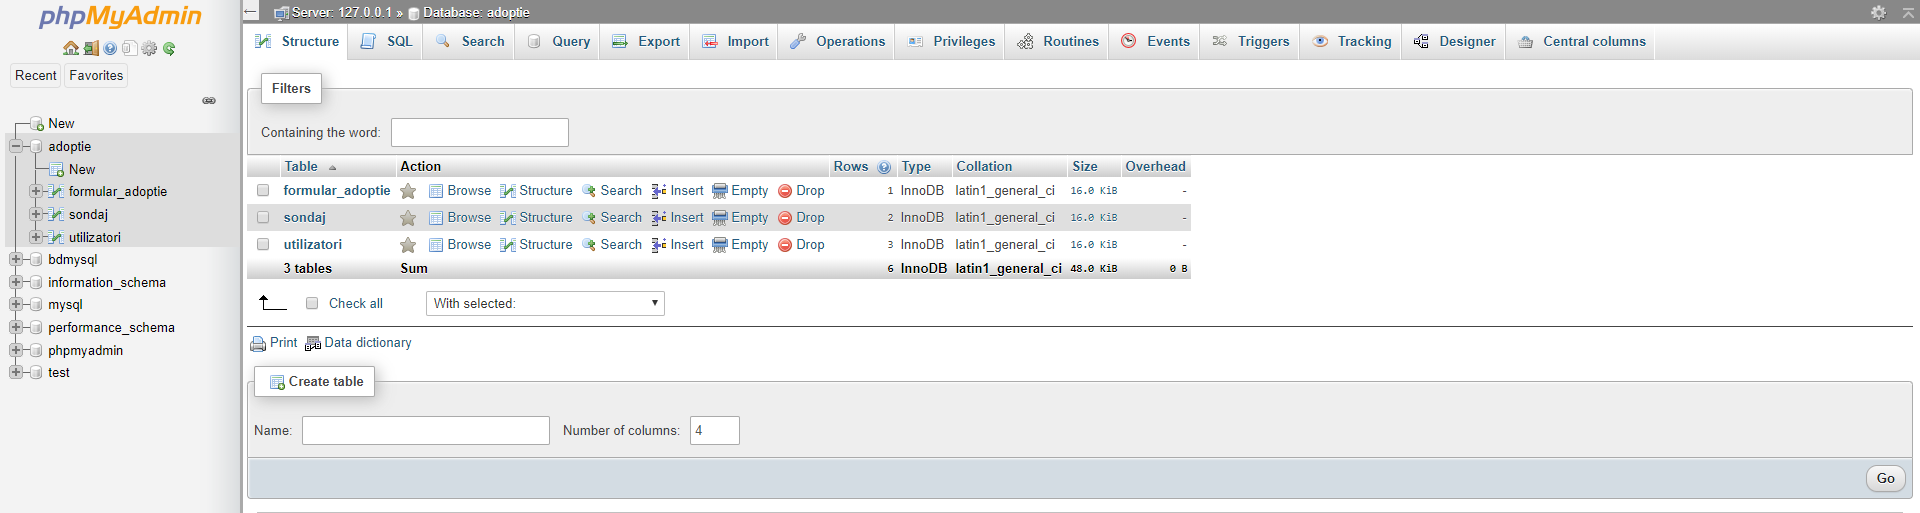 phpMyAdmin
Recent Favorites
New
adoptie
New
formular_adoptie
sondaj
utilizatori
bdmysql
information_schema
mysql
performance_schema
phpmyadmin
test
Server: 127.0.0.1 » Database: adoptie
Structure SQL Search Query Export Import Operations Privileges Routines Events Triggers Tracking Designer Central columns
Filters
Containing the word:
Table Action Rows Type Collation Size Overhead
formular_adoptie Browse Structure Search Insert Empty Drop 1 InnoDB latin1_general_ci 16.0 KiB -
sondaj Browse Structure Search Insert Empty Drop 2 InnoDB latin1_general_ci 16.0 KiB -
utilizatori Browse Structure Search Insert Empty Drop 3 InnoDB latin1_general_ci 16.0 KiB -
3 tables Sum 6 InnoDB latin1_general_ci 48.0 KiB 0 B
Check all With selected:
Print Data dictionary
Create table
Name: Number of columns: 4
Go